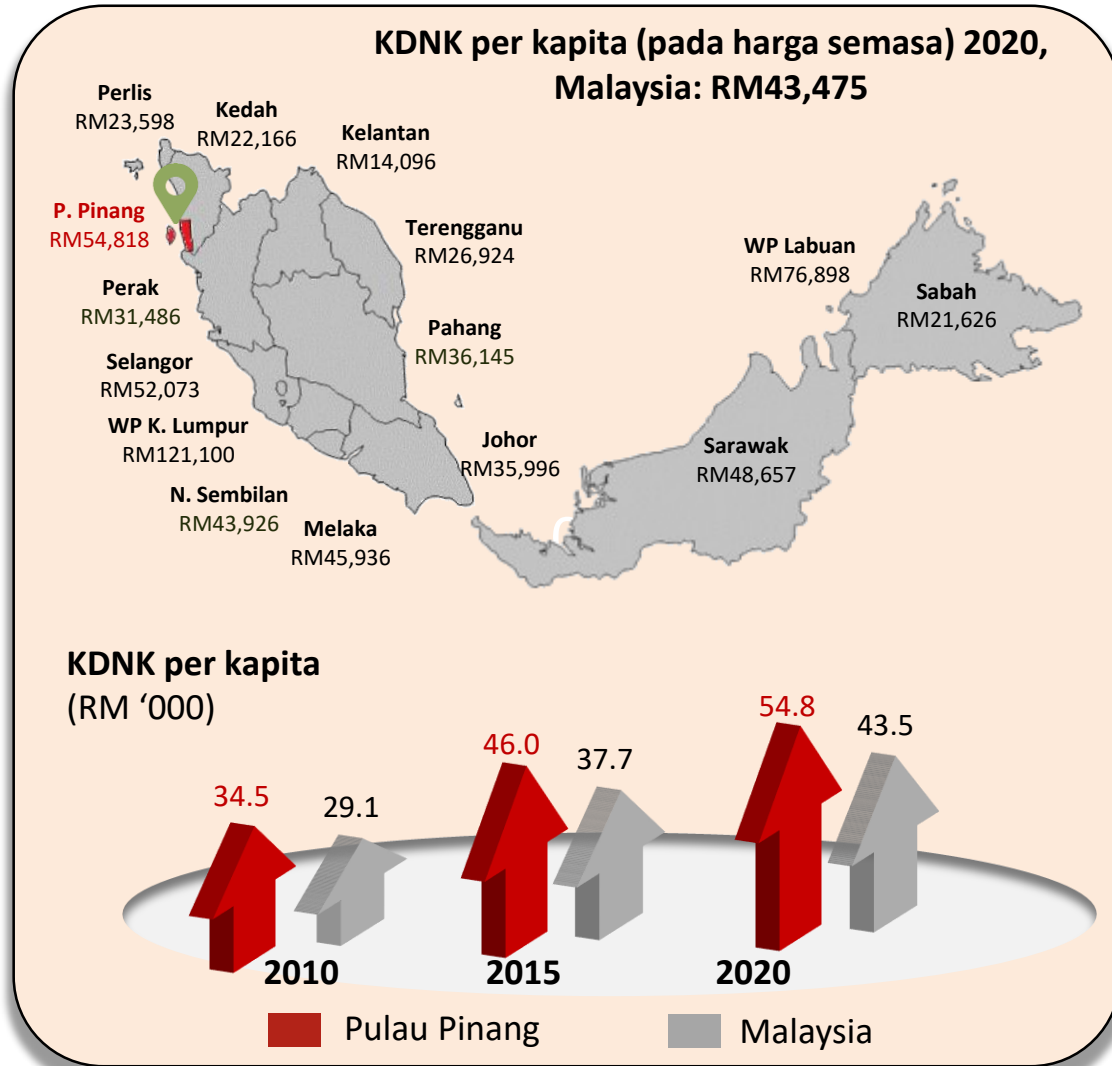 KDNK per kapita (pada harga semasa) 2020,
Malaysia: RM43,475
Perlis
RM23,598
Kedah
RM22,166
Kelantan
RM14,096
P. Pinang
RM54,818
Terengganu
RM26,924
WP Labuan
RM76,898
Sabah
RM21,626
Perak
RM31,486
Pahang
RM36,145
Selangor
RM52,073
WP K. Lumpur
RM121,100
Johor
RM35,996
Sarawak
RM48,657
N. Sembilan
RM43,926
Melaka
RM45,936
KDNK per kapita
(RM ‘000)
34.5
29.1
46.0
37.7
54.8
43.5
2010
2015
2020
Pulau Pinang
Malaysia